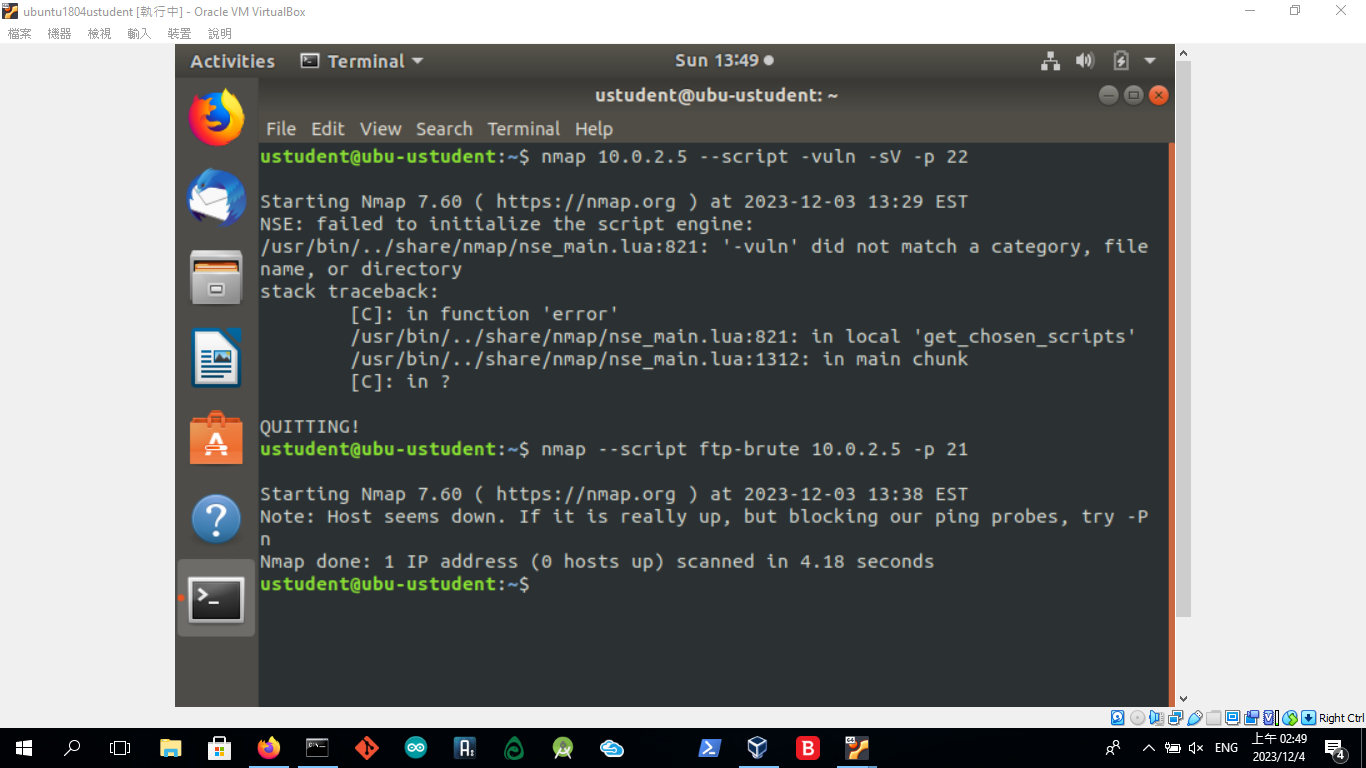 ubuntu1804ustudent [執行中] - Oracle VM VirtualBox
檔案 機器 檢視 輸入 裝置 說明
Activities Terminal Sun 13:49
ustudent@ubu-ustudent: ~
File Edit View Search Terminal Help
ustudent@ubu-ustudent:~$ nmap 10.0.2.5 --script -vuln -sV -p 22
Starting Nmap 7.60 ( https://nmap.org ) at 2023-12-03 13:29 EST
NSE: failed to initialize the script engine:
/usr/bin/../share/nmap/nse_main.lua:821: '-vuln' did not match a category, file
name, or directory
stack traceback:
[C]: in function 'error'
/usr/bin/../share/nmap/nse_main.lua:821: in local 'get_chosen_scripts'
/usr/bin/../share/nmap/nse_main.lua:1312: in main chunk
[C]: in ?
QUITTING!
ustudent@ubu-ustudent:~$ nmap --script ftp-brute 10.0.2.5 -p 21
Starting Nmap 7.60 ( https://nmap.org ) at 2023-12-03 13:38 EST
Note: Host seems down. If it is really up, but blocking our ping probes, try -P
n
Nmap done: 1 IP address (0 hosts up) scanned in 4.18 seconds
ustudent@ubu-ustudent:~$
Right Ctrl
ENG
上午 02:49
2023/12/4
4